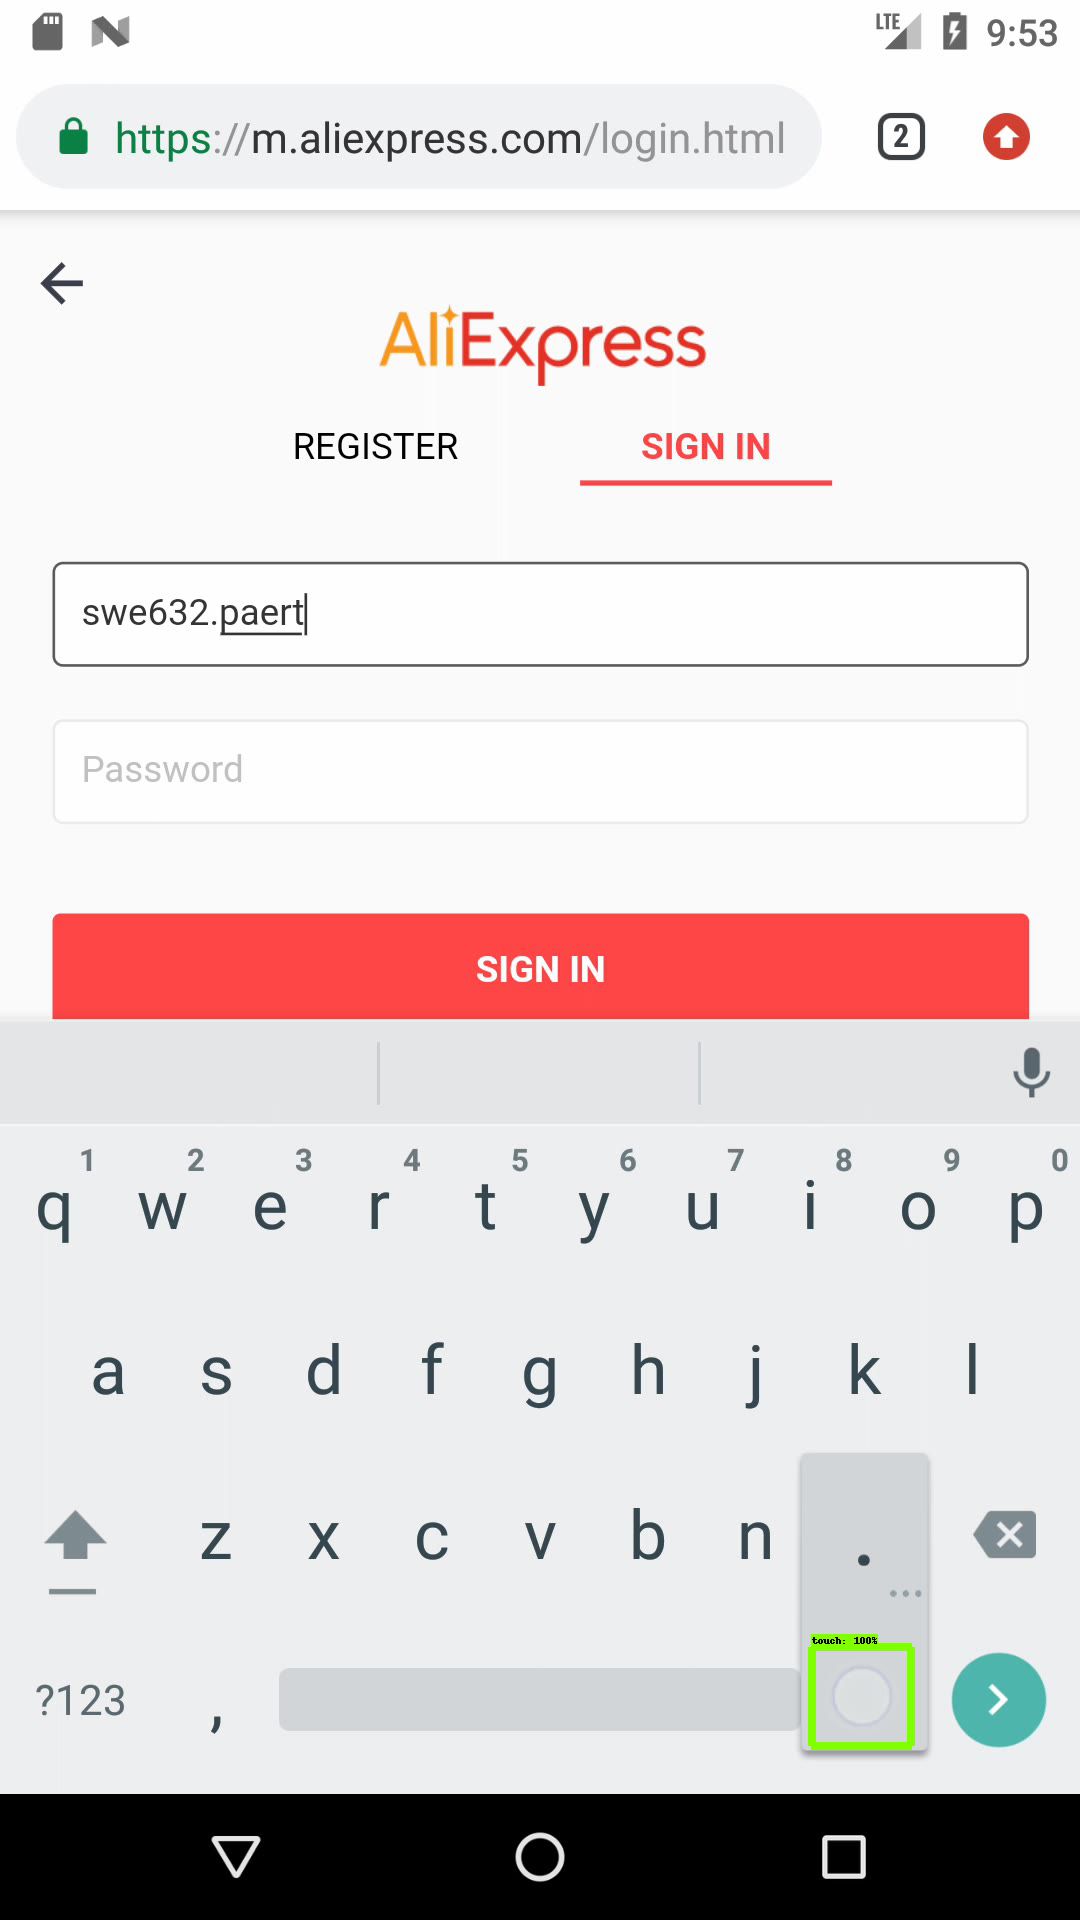 LTE 9:53
https://m.aliexpress.com/login.html 2
AliExpress
REGISTER SIGN IN
swe632.paert
Password
SIGN IN
1 2 3 4 5 6 7 8 9 0
q w e r t y u i o p
a s d f g h j k l
z x c v b n .
...
touch: 100%
?123 ,